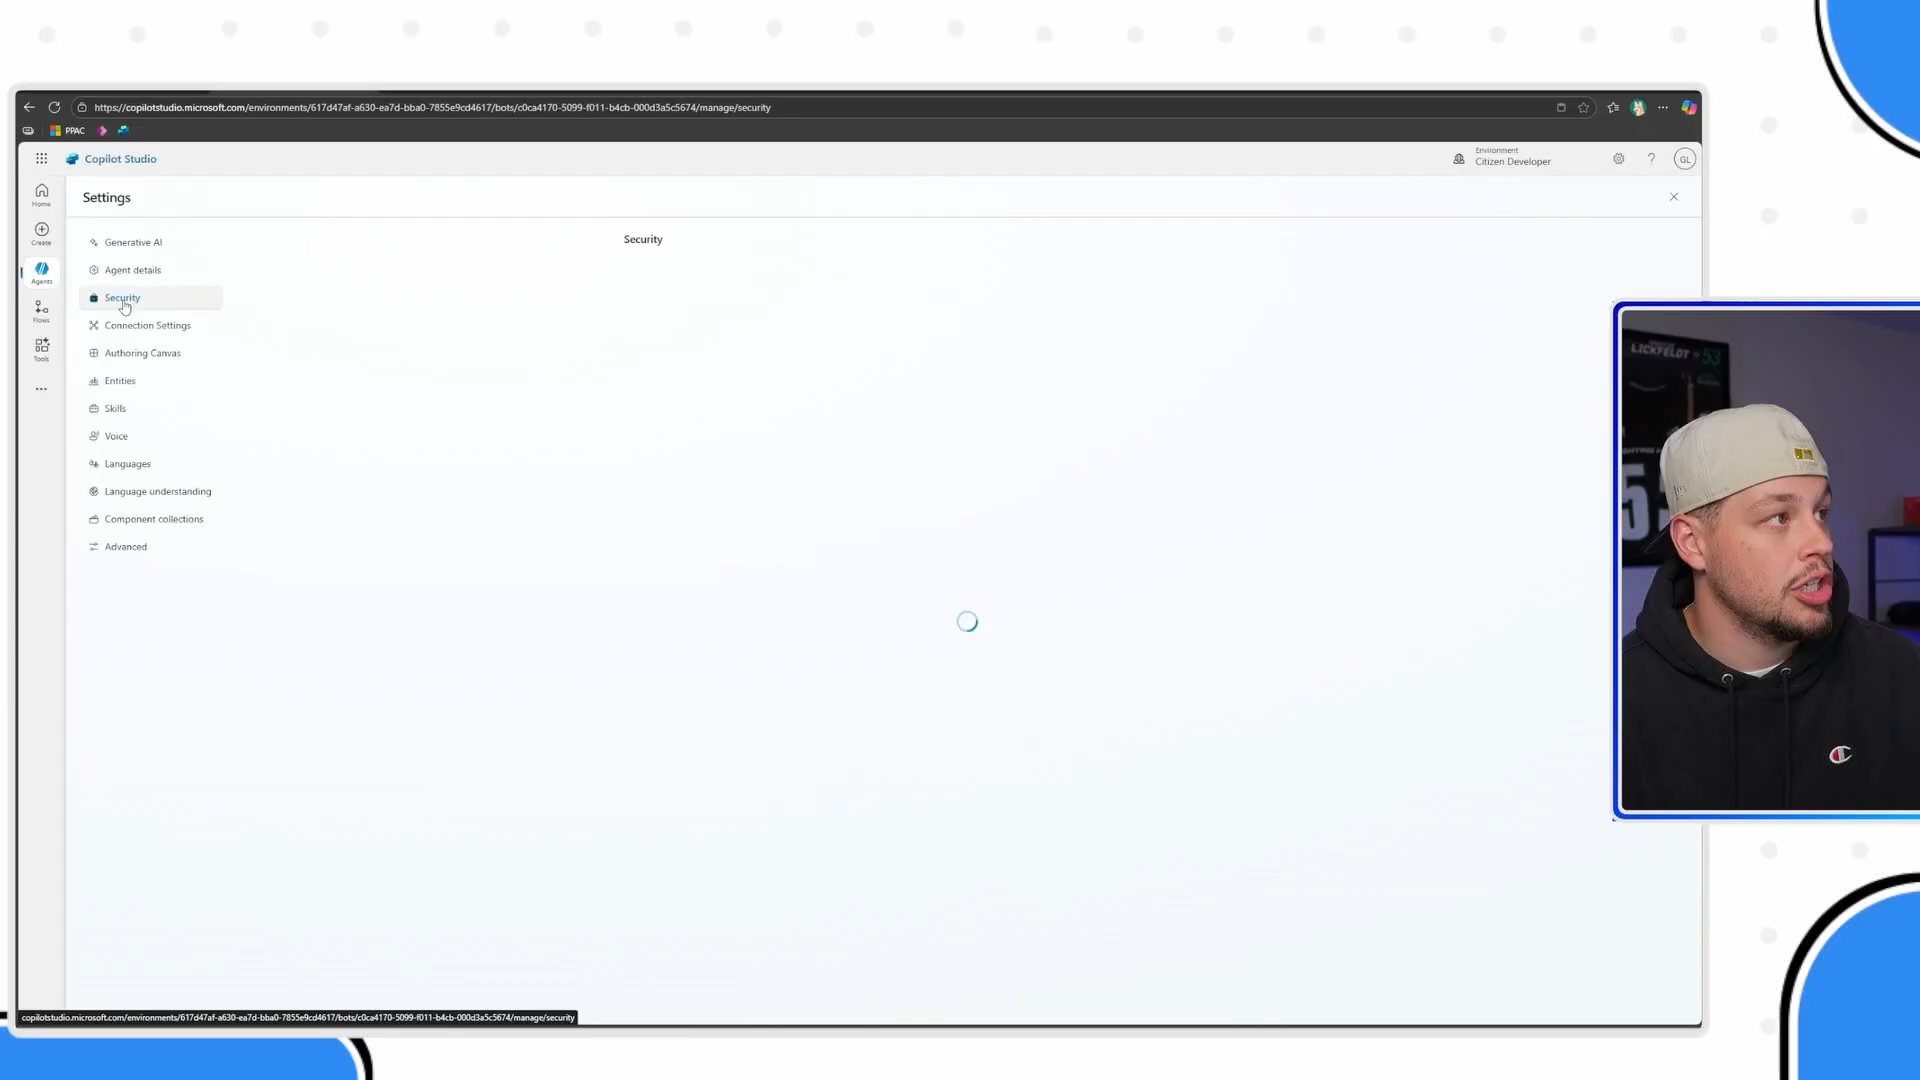 https://copilotstudio.microsoft.com/environments/617d47af-a630-ea7d-bba0-7855e9cd4617/bots/c0ca4170-5099-f011-b4cb-000d3a5c5674/manage/security
PPAC
Copilot Studio
Environment
Citizen Developer
GL
Home
Create
Agents
Flows
Tools
Settings
Generative AI
Agent details
Security
Connection Settings
Authoring Canvas
Entities
Skills
Voice
Languages
Language understanding
Component collections
Advanced
Security
LICKFELDT 53
copilotstudio.microsoft.com/environments/617d47af-a630-ea7d-bba0-7855e9cd4617/bots/c0ca4170-5099-f011-b4cb-000d3a5c5674/manage/security